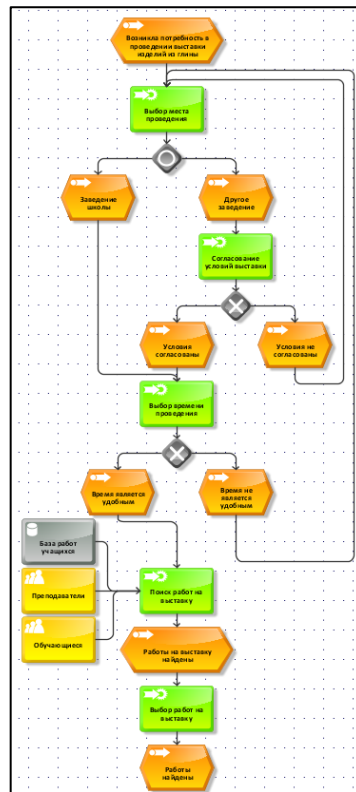 Возникла потребность в
проведении выставки
изделий из глины
Выбор места
проведения
Заведение
школы
Другое
заведение
Согласование
условий выставки
Условия
согласованы
Условия не
согласованы
Выбор времени
проведения
Время является
удобным
Время не
является
удобным
База работ
учащихся
Преподаватели
Обучающиеся
Поиск работ на
выставку
Работы на выставку
найдены
Выбор работ на
выставку
Работы
найдены